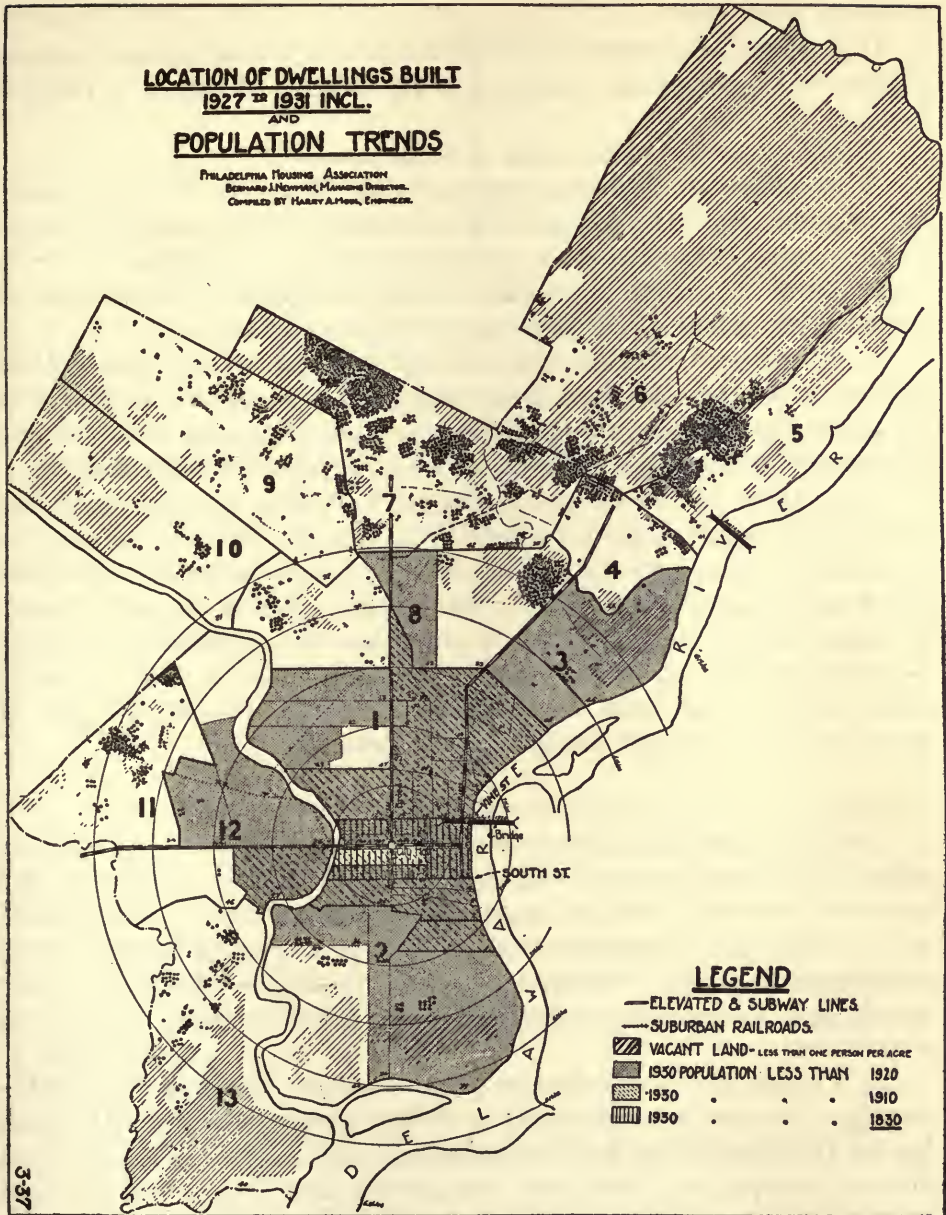 LOCATION OF DWELLINGS BUILT
1927 TO 1931 INCL.
AND
POPULATION TRENDS
PHILADELPHIA HOUSING ASSOCIATION
BERNARD J. NEWMAN, MANAGING DIRECTOR.
COMPILED BY HARRY A. MOUL, ENGINEER.
6
5
9
7
10
4
8
3
1
11
12
VINE ST.
Bridge
SOUTH ST.
2
13
DELAWARE
RIVER
LEGEND
ELEVATED & SUBWAY LINES.
SUBURBAN RAILROADS.
VACANT LAND - LESS THAN ONE PERSON PER ACRE
1930 POPULATION LESS THAN 1920
1930 . . . 1910
1930 . . . 1830
3-37